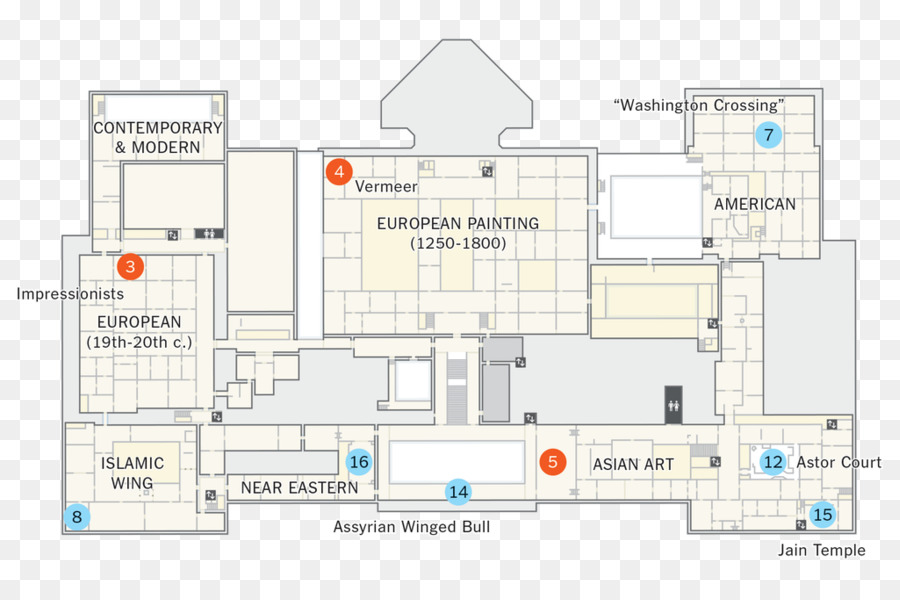 "Washington Crossing"
7
CONTEMPORARY
& MODERN
4
Vermeer
AMERICAN
EUROPEAN PAINTING
(1250-1800)
3
Impressionists
EUROPEAN
(19th-20th c.)
ISLAMIC
WING
8
16
NEAR EASTERN
14
Assyrian Winged Bull
5
ASIAN ART
12
Astor Court
15
Jain Temple